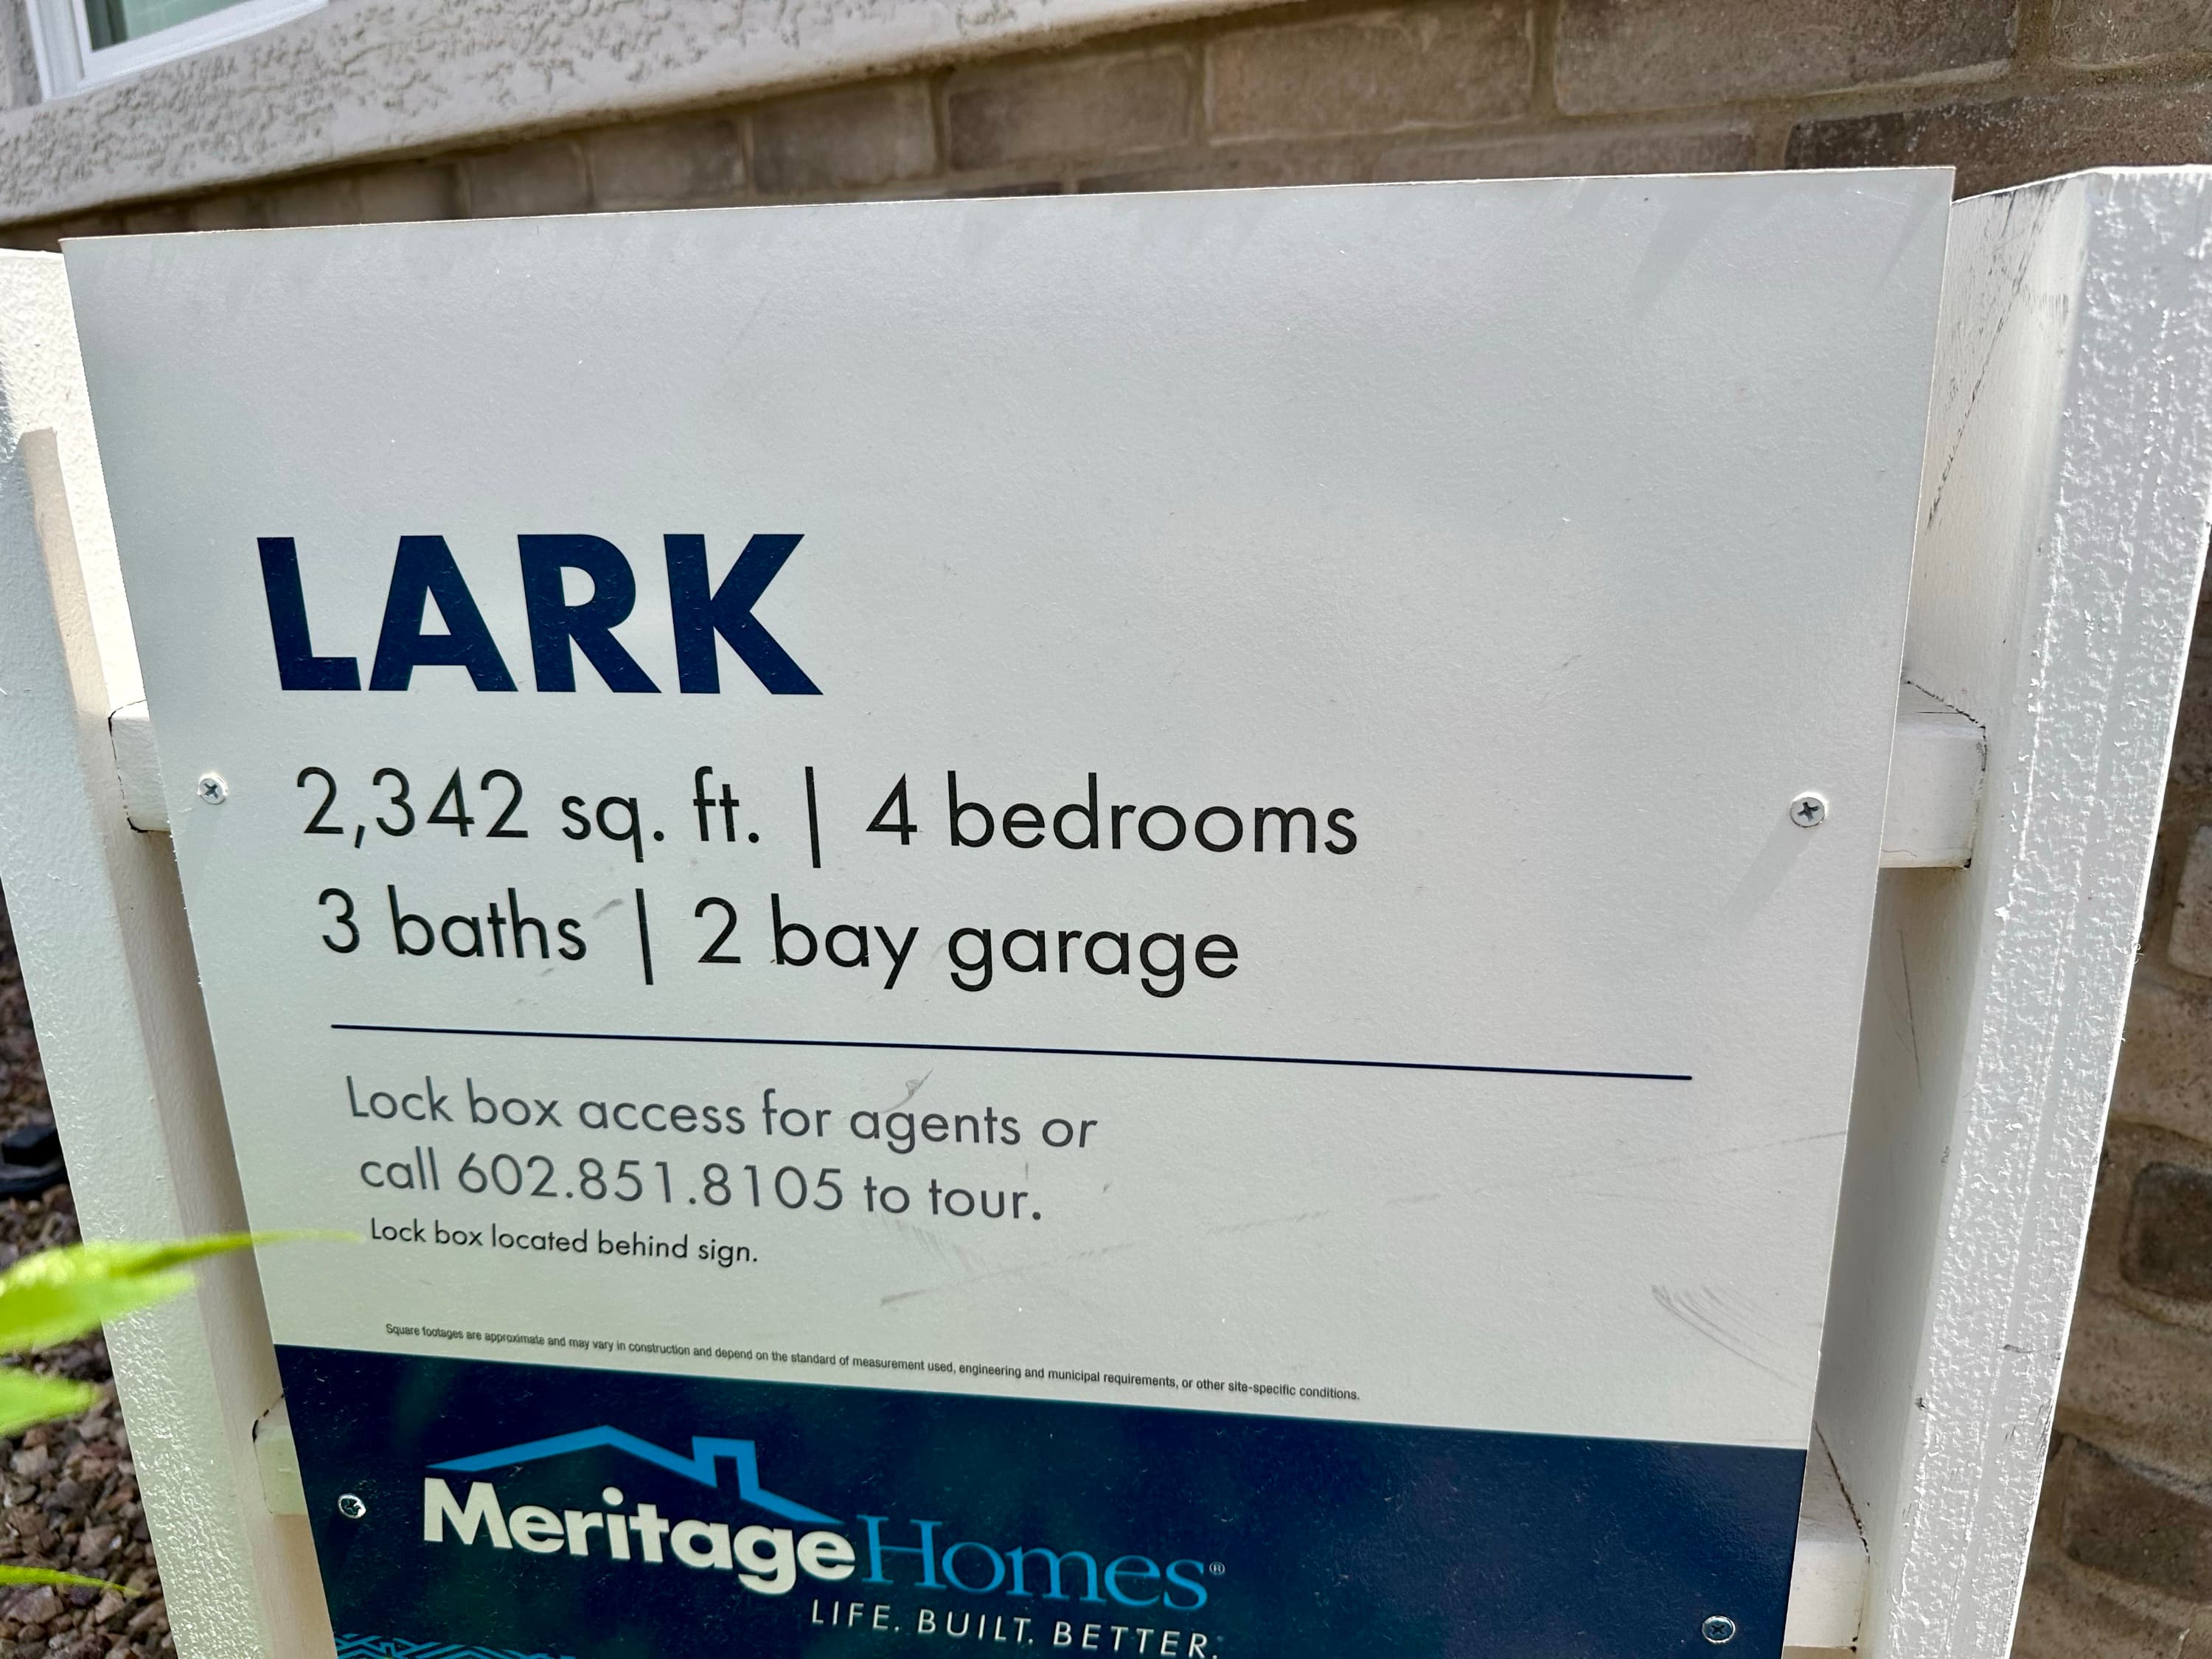 LARK
2,342 sq. ft. | 4 bedrooms
3 baths | 2 bay garage
Lock box access for agents or
call 602.851.8105 to tour.
Lock box located behind sign.
Square footages are approximate and may vary in construction and depend on the standard of measurement used, engineering and municipal requirements, or other site-specific conditions.
MeritageHomes®
LIFE. BUILT. BETTER.